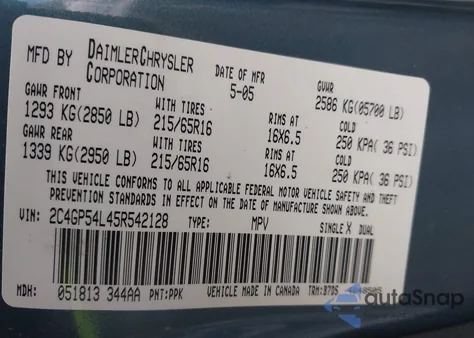 MFD BY DAIMLERCHRYSLER CORPORATION DATE OF MFR 5-05 GVWR 2586 KG(05700 LB)
GAWR FRONT WITH TIRES RIMS AT COLD
1293 KG(2850 LB) 215/65R16 16X6.5 250 KPA( 36 PSI)
GAWR REAR WITH TIRES RIMS AT COLD
1339 KG(2950 LB) 215/65R16 16X6.5 250 KPA( 36 PSI)
THIS VEHICLE CONFORMS TO ALL APPLICABLE FEDERAL MOTOR VEHICLE SAFETY AND THEFT
PREVENTION STANDARDS IN EFFECT ON THE DATE OF MANUFACTURE SHOWN ABOVE.
VIN: 2C4GP54L45R542128 TYPE: MPV SINGLE X DUAL
MDH: 051813 344AA PNT:PPK VEHICLE MADE IN CANADA TRM:B7D5
autoSnap